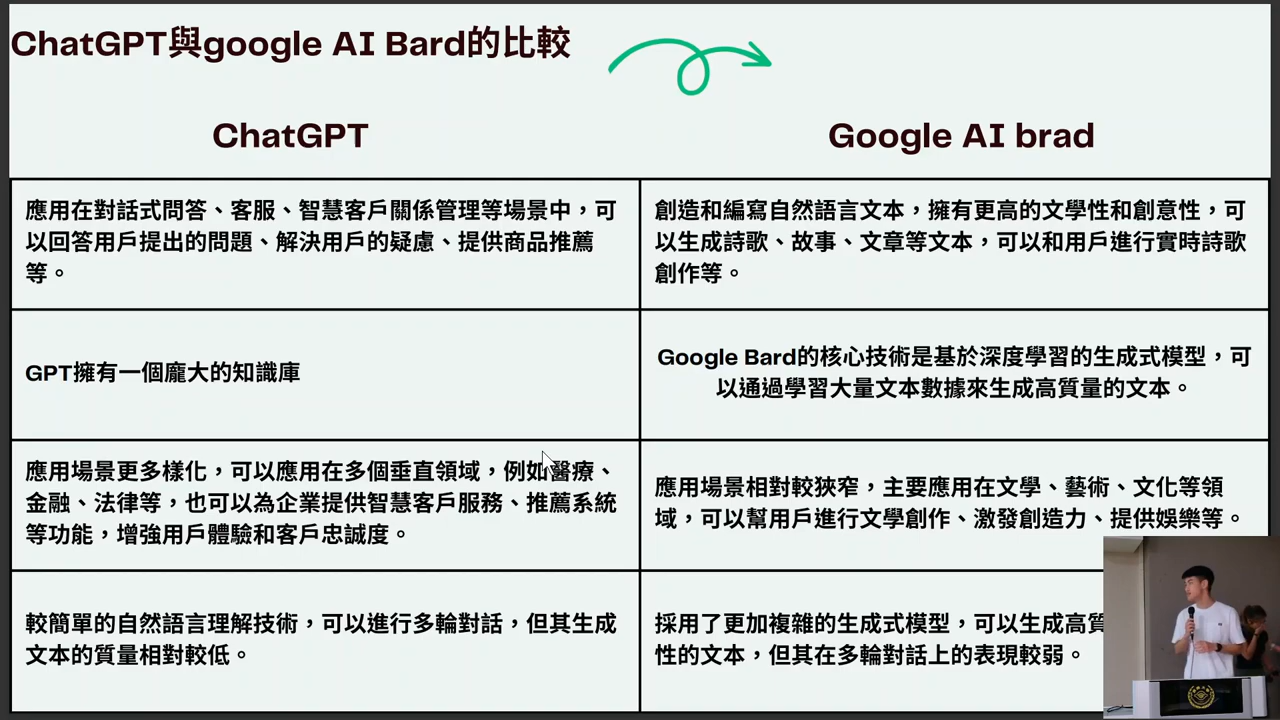 ChatGPT與google AI Bard的比較
ChatGPT
Google AI brad
應用在對話式問答、客服、智慧客戶關係管理等場景中，可
以回答用戶提出的問題、解決用戶的疑慮、提供商品推薦
等。
創造和編寫自然語言文本，擁有更高的文學性和創意性，可
以生成詩歌、故事、文章等文本，可以和用戶進行實時詩歌
創作等。
GPT擁有一個龐大的知識庫
Google Bard的核心技術是基於深度學習的生成式模型，可
以通過學習大量文本數據來生成高質量的文本。
應用場景更多樣化，可以應用在多個垂直領域，例如醫療、
金融、法律等，也可以為企業提供智慧客戶服務、推薦系統
等功能，增強用戶體驗和客戶忠誠度。
應用場景相對較狹窄，主要應用在文學、藝術、文化等領
域，可以幫用戶進行文學創作、激發創造力、提供娛樂等。
較簡單的自然語言理解技術，可以進行多輪對話，但其生成
文本的質量相對較低。
採用了更加複雜的生成式模型，可以生成高質
性的文本，但其在多輪對話上的表現較弱。